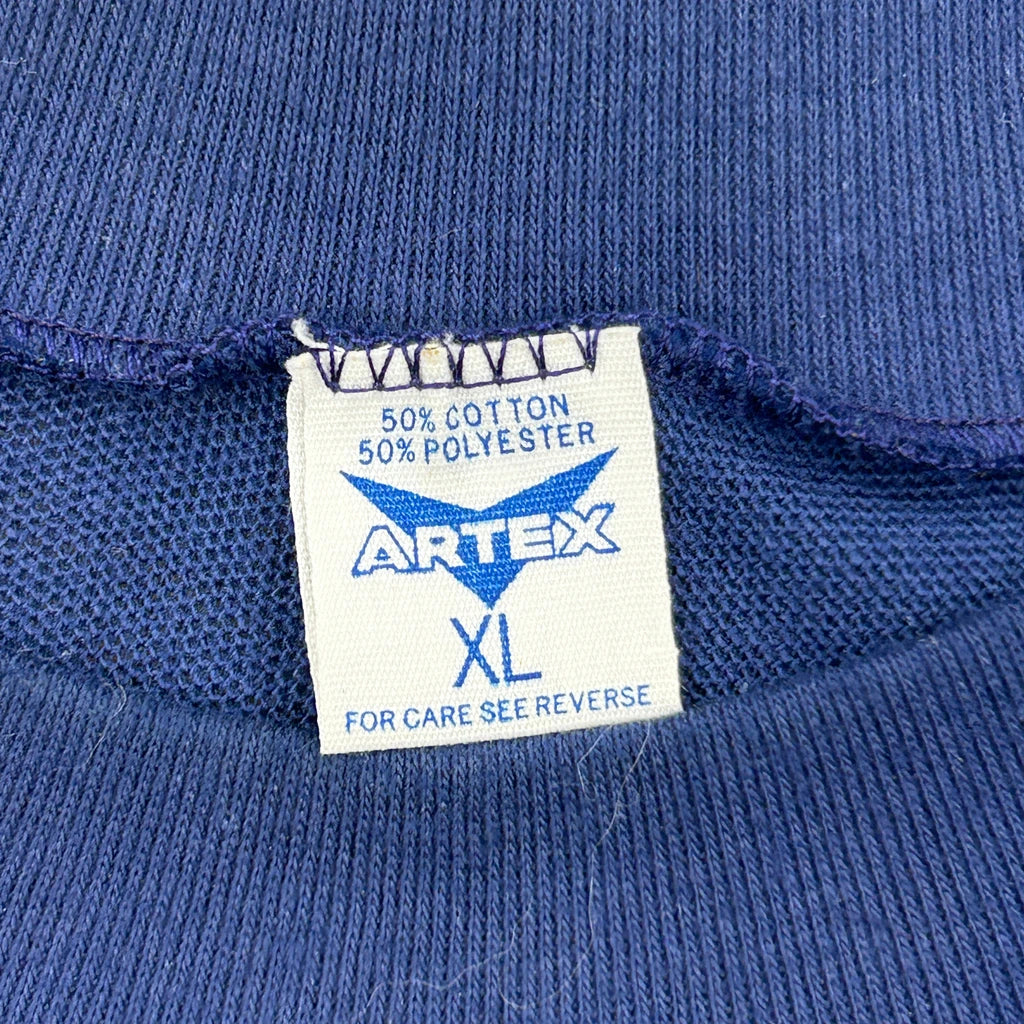 50% COTTON
50% POLYESTER
ARTEX
XL
FOR CARE SEE REVERSE